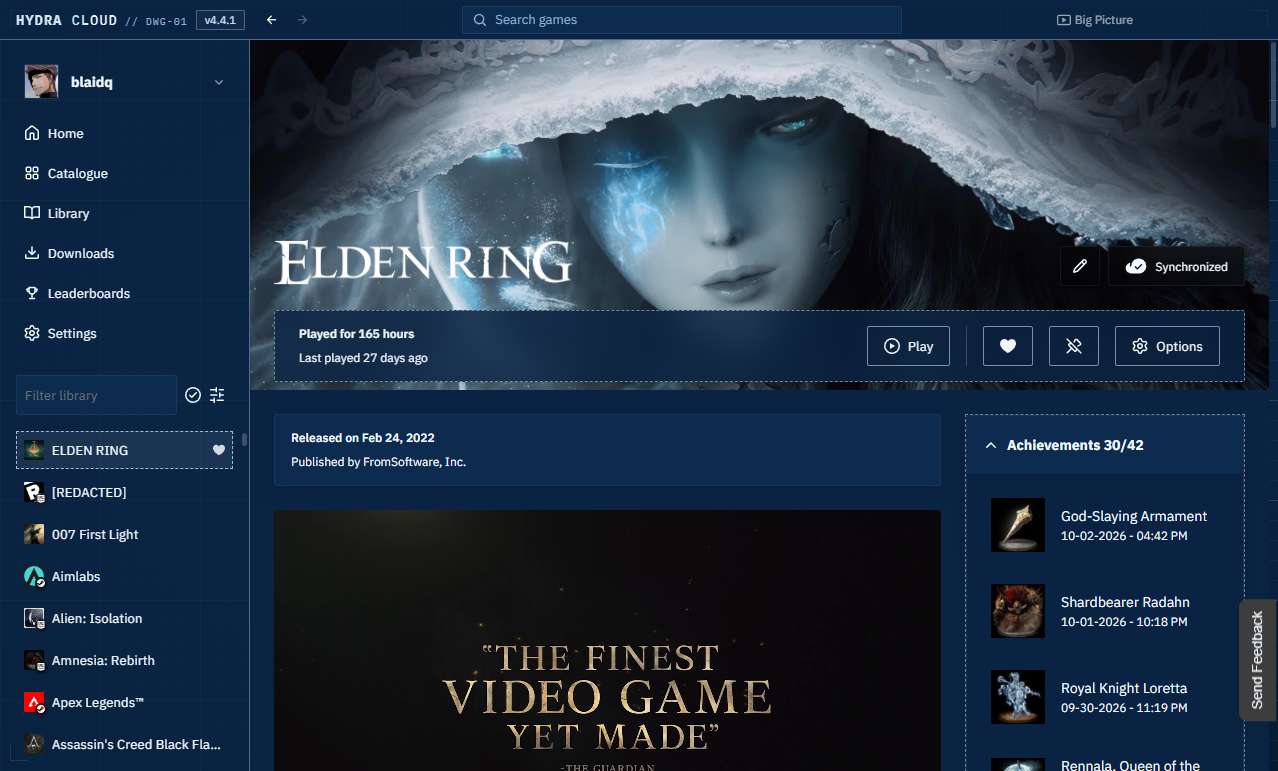 HYDRA CLOUD // DWG-01 v4.4.1
Search games
Big Picture
blaidq
Home
Catalogue
Library
Downloads
Leaderboards
Settings
Filter library
ELDEN RING
[REDACTED]
007 First Light
Aimlabs
Alien: Isolation
Amnesia: Rebirth
Apex Legends™
Assassin's Creed Black Fla...
ELDEN RING
Synchronized
Played for 165 hours
Last played 27 days ago
Play
Options
Released on Feb 24, 2022
Published by FromSoftware, Inc.
“THE FINEST
VIDEO GAME
YET MADE”
-THE GUARDIAN
Achievements 30/42
God-Slaying Armament
10-02-2026 - 04:42 PM
Shardbearer Radahn
10-01-2026 - 10:18 PM
Royal Knight Loretta
09-30-2026 - 11:19 PM
Rennala, Queen of the
Send Feedback